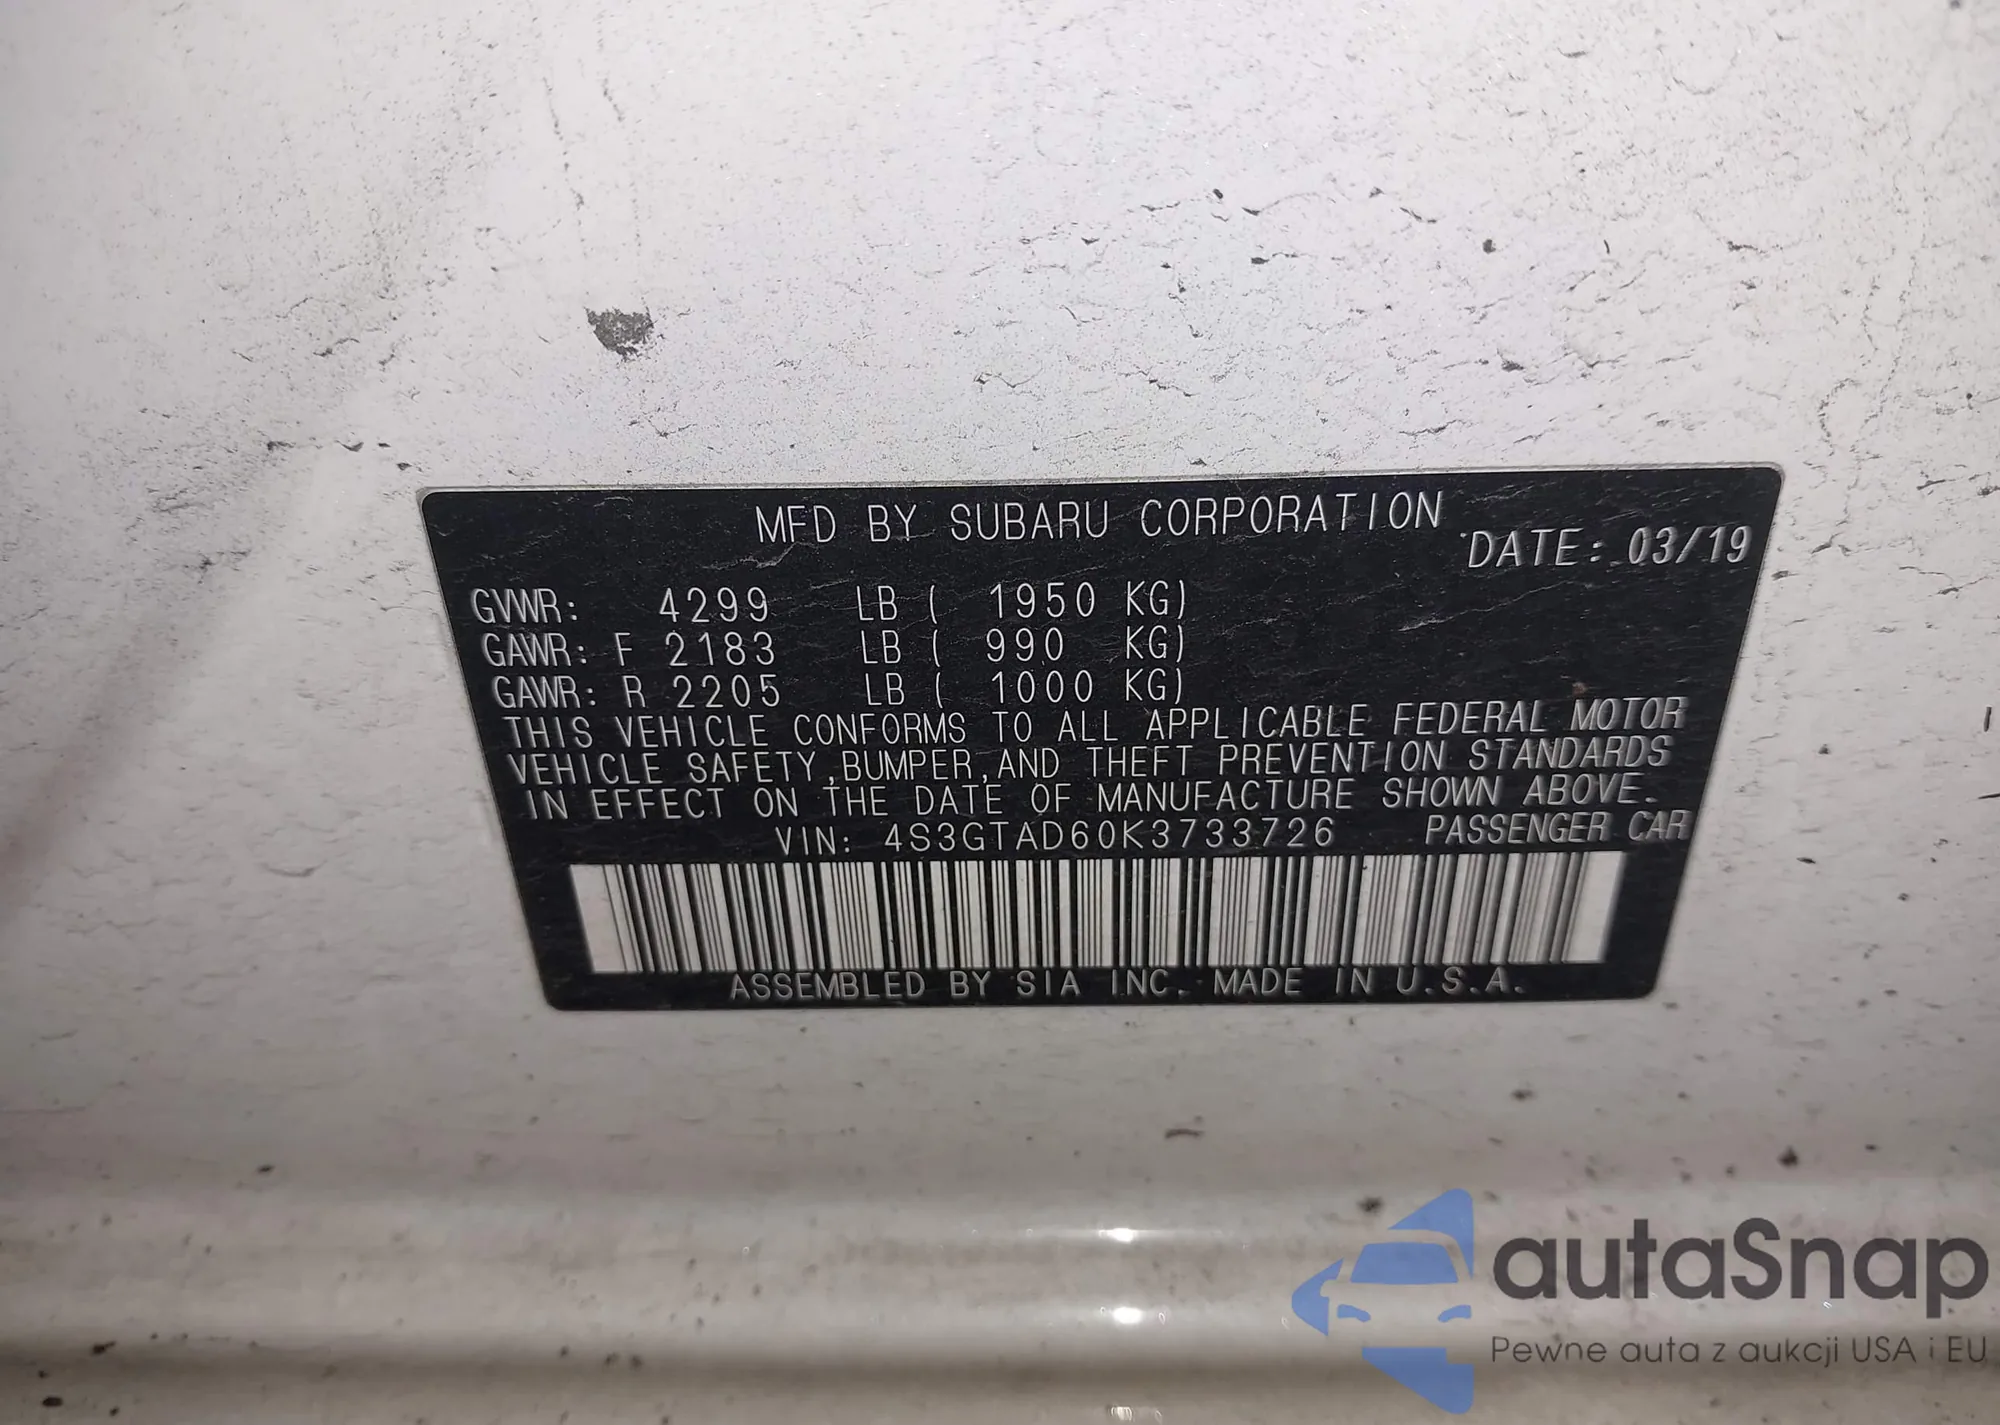 MFD BY SUBARU CORPORATION
DATE: 03/19
GVWR: 4299 LB ( 1950 KG)
GAWR: F 2183 LB ( 990 KG)
GAWR: R 2205 LB ( 1000 KG)
THIS VEHICLE CONFORMS TO ALL APPLICABLE FEDERAL MOTOR
VEHICLE SAFETY,BUMPER,AND THEFT PREVENTION STANDARDS
IN EFFECT ON THE DATE OF MANUFACTURE SHOWN ABOVE.
VIN: 4S3GTAD60K3733726 PASSENGER CAR
ASSEMBLED BY SIA INC. MADE IN U.S.A.
autaSnap
Pewne auta z aukcji USA i EU